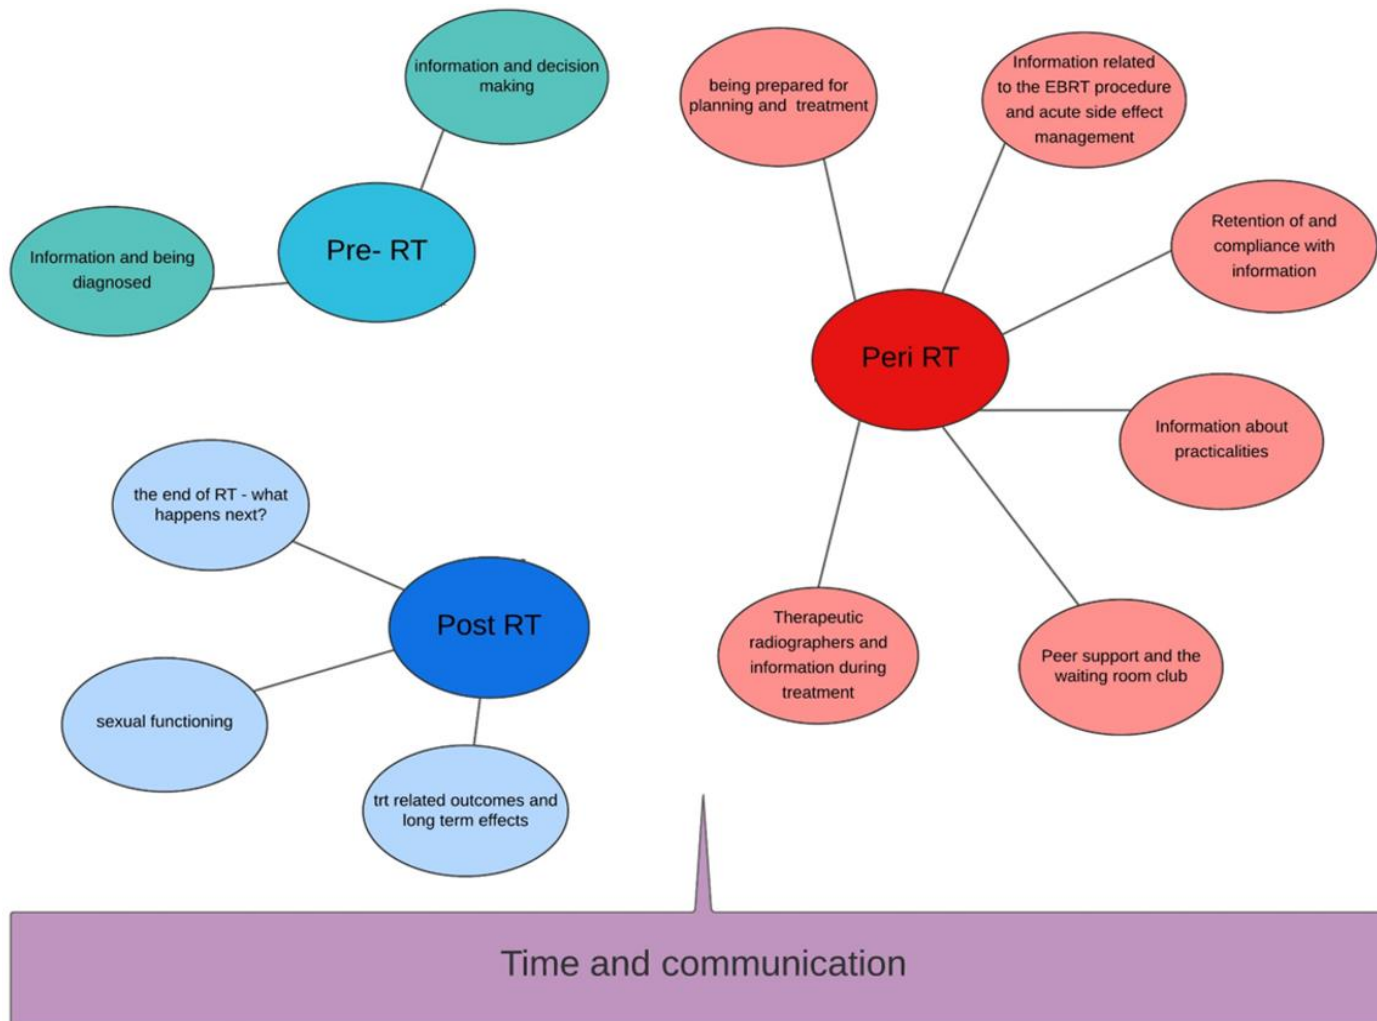 information and decision
making
Information and being
diagnosed
Pre- RT
being prepared for
planning and treatment
Information related
to the EBRT procedure
and acute side effect
management
Retention of and
compliance with
information
Peri RT
Information about
practicalities
Therapeutic
radiographers and
information during
treatment
Peer support and the
waiting room club
the end of RT - what
happens next?
Post RT
sexual functioning
trt related outcomes and
long term effects
Time and communication